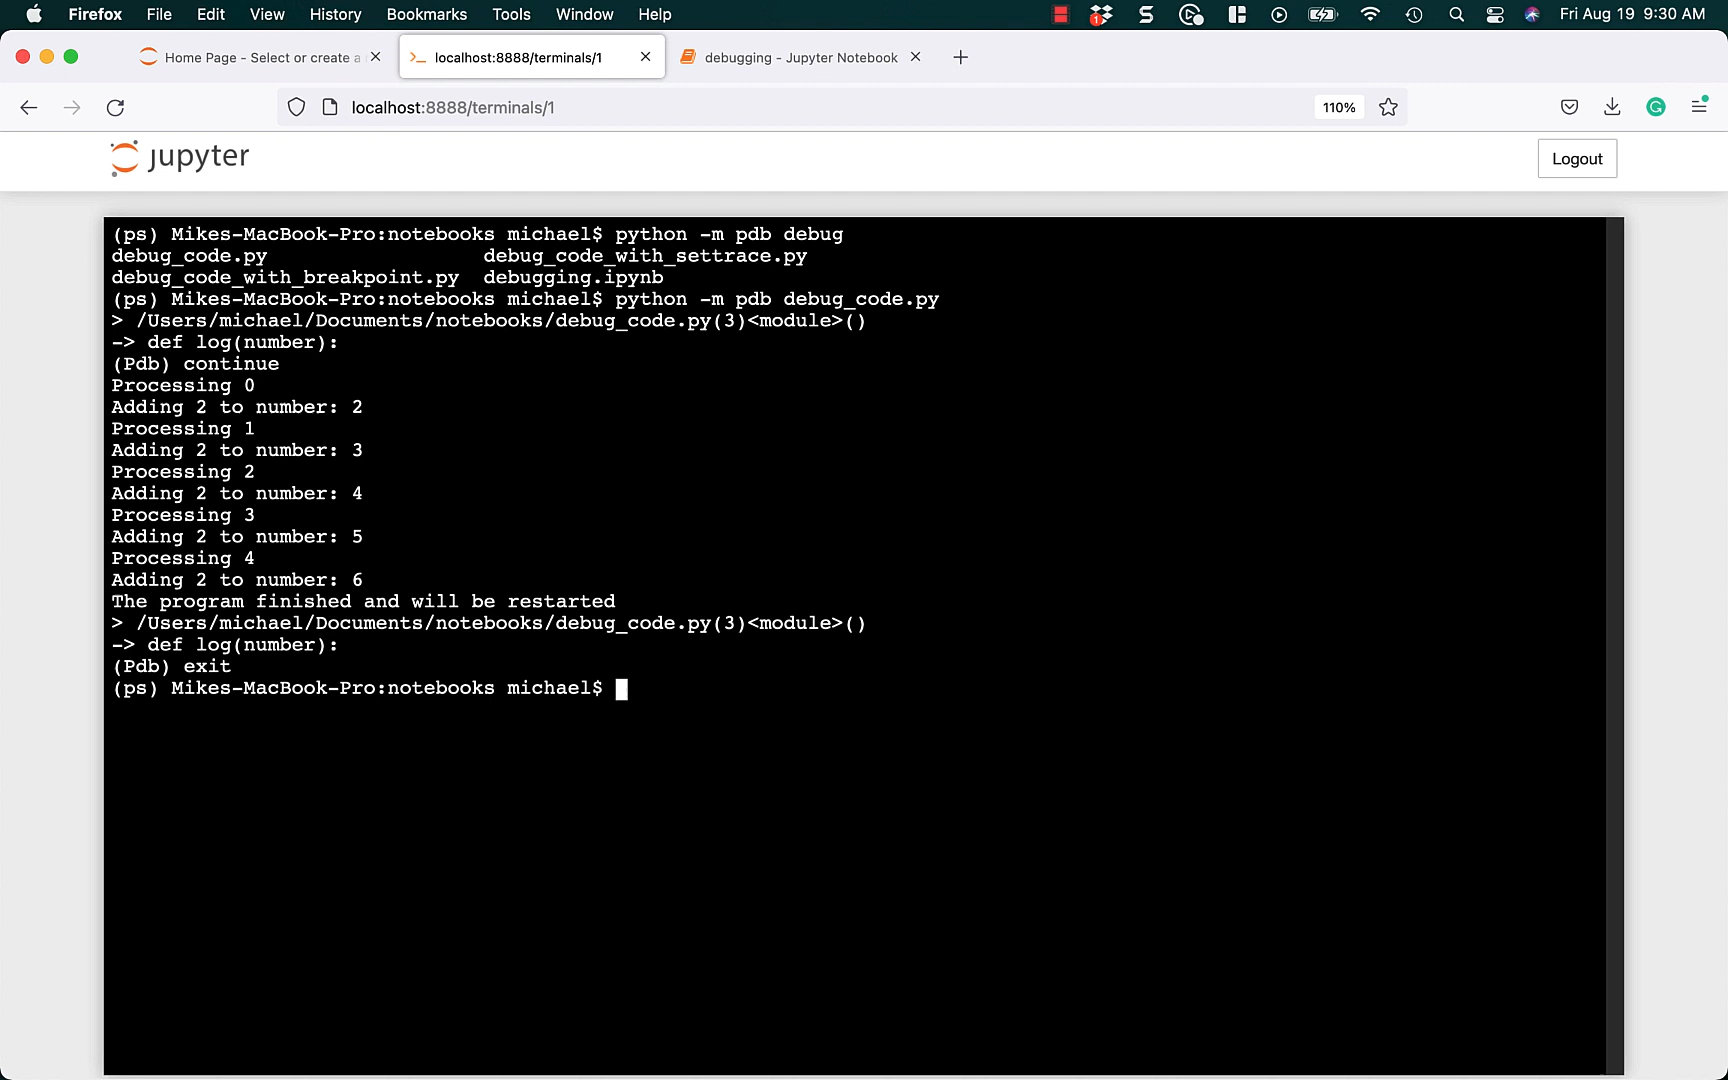 Firefox File Edit View History Bookmarks Tools Window Help 1 S Fri Aug 19 9:30 AM
Home Page - Select or create a localhost:8888/terminals/1 debugging - Jupyter Notebook
localhost:8888/terminals/1 110%
jupyter Logout
(ps) Mikes-MacBook-Pro:notebooks michael$ python -m pdb debug
debug_code.py debug_code_with_settrace.py
debug_code_with_breakpoint.py debugging.ipynb
(ps) Mikes-MacBook-Pro:notebooks michael$ python -m pdb debug_code.py
> /Users/michael/Documents/notebooks/debug_code.py(3)<module>()
-> def log(number):
(Pdb) continue
Processing 0
Adding 2 to number: 2
Processing 1
Adding 2 to number: 3
Processing 2
Adding 2 to number: 4
Processing 3
Adding 2 to number: 5
Processing 4
Adding 2 to number: 6
The program finished and will be restarted
> /Users/michael/Documents/notebooks/debug_code.py(3)<module>()
-> def log(number):
(Pdb) exit
(ps) Mikes-MacBook-Pro:notebooks michael$